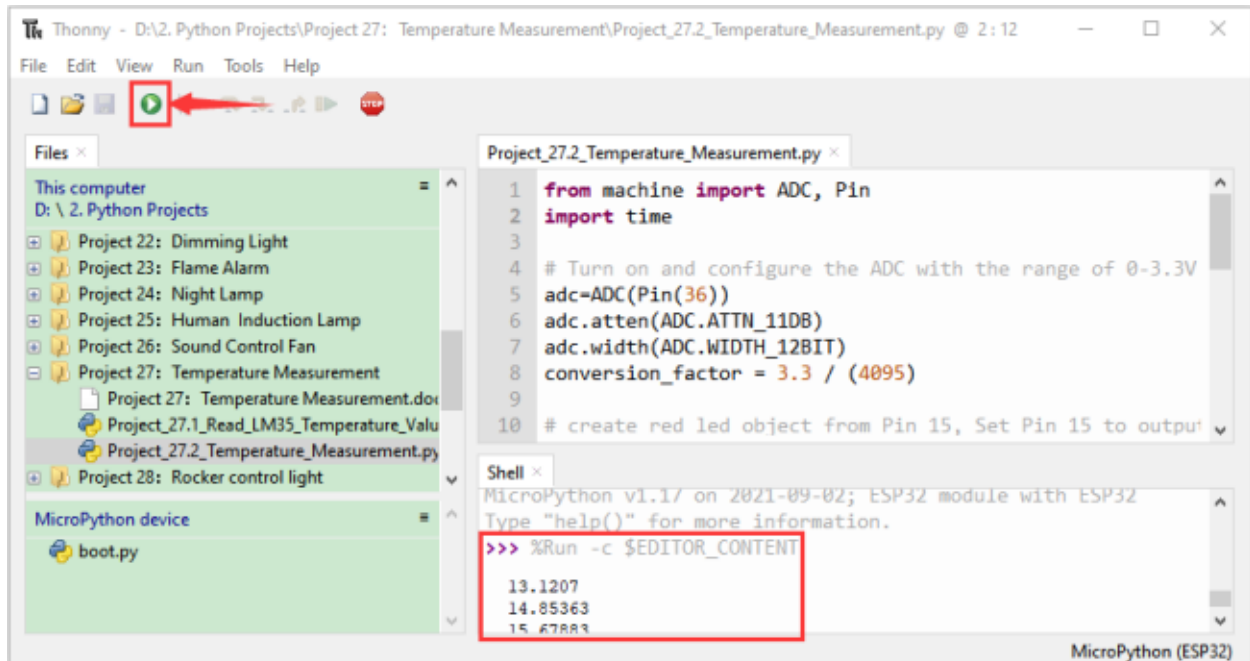 Thonny - D:\2. Python Projects\Project 27: Temperature Measurement\Project_27.2_Temperature_Measurement.py @ 2:12
File Edit View Run Tools Help
STOP
Files
This computer
D: \ 2. Python Projects
Project 22: Dimming Light
Project 23: Flame Alarm
Project 24: Night Lamp
Project 25: Human Induction Lamp
Project 26: Sound Control Fan
Project 27: Temperature Measurement
Project 27: Temperature Measurement.do
Project_27.1_Read_LM35_Temperature_Valu
Project_27.2_Temperature_Measurement.py
Project 28: Rocker control light
MicroPython device
boot.py
Project_27.2_Temperature_Measurement.py
1 from machine import ADC, Pin
2 import time
3
4 # Turn on and configure the ADC with the range of 0-3.3V
5 adc=ADC(Pin(36))
6 adc.atten(ADC.ATTN_11DB)
7 adc.width(ADC.WIDTH_12BIT)
8 conversion_factor = 3.3 / (4095)
9
10 # create red led object from Pin 15, Set Pin 15 to output
Shell
MicroPython v1.17 on 2021-09-02; ESP32 module with ESP32
Type "help()" for more information.
>>> %Run -c $EDITOR_CONTENT
13.1207
14.85363
15.67883
MicroPython (ESP32)